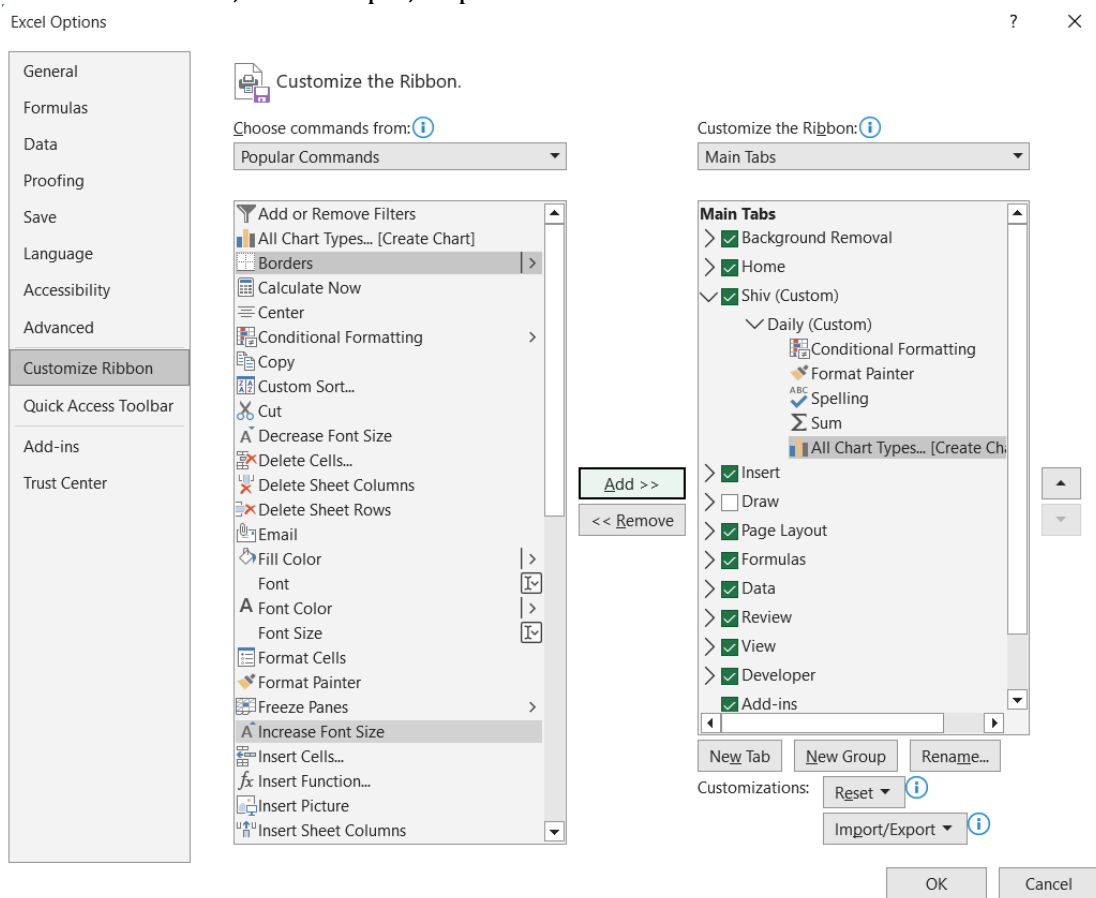 Excel Options
?
General
Formulas
Data
Proofing
Save
Language
Accessibility
Advanced
Customize Ribbon
Quick Access Toolbar
Add-ins
Trust Center
Customize the Ribbon.
Choose commands from:
Popular Commands
Add or Remove Filters
All Chart Types... [Create Chart]
Borders
Calculate Now
Center
Conditional Formatting
Copy
Custom Sort...
Cut
Decrease Font Size
Delete Cells...
Delete Sheet Columns
Delete Sheet Rows
Email
Fill Color
Font
Font Color
Font Size
Format Cells
Format Painter
Freeze Panes
Increase Font Size
Insert Cells...
Insert Function...
Insert Picture
Insert Sheet Columns
Add >>
<< Remove
Customize the Ribbon:
Main Tabs
Main Tabs
Background Removal
Home
Shiv (Custom)
Daily (Custom)
Conditional Formatting
Format Painter
Spelling
Sum
All Chart Types... [Create Cha
Insert
Draw
Page Layout
Formulas
Data
Review
View
Developer
Add-ins
New Tab
New Group
Rename...
Customizations:
Reset
Import/Export
OK
Cancel